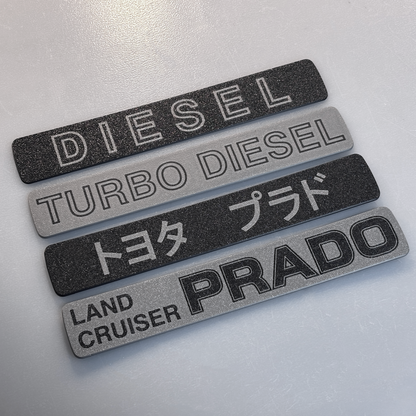 DIESEL
TURBO DIESEL
トヨタ プラド
LAND
CRUISER PRADO